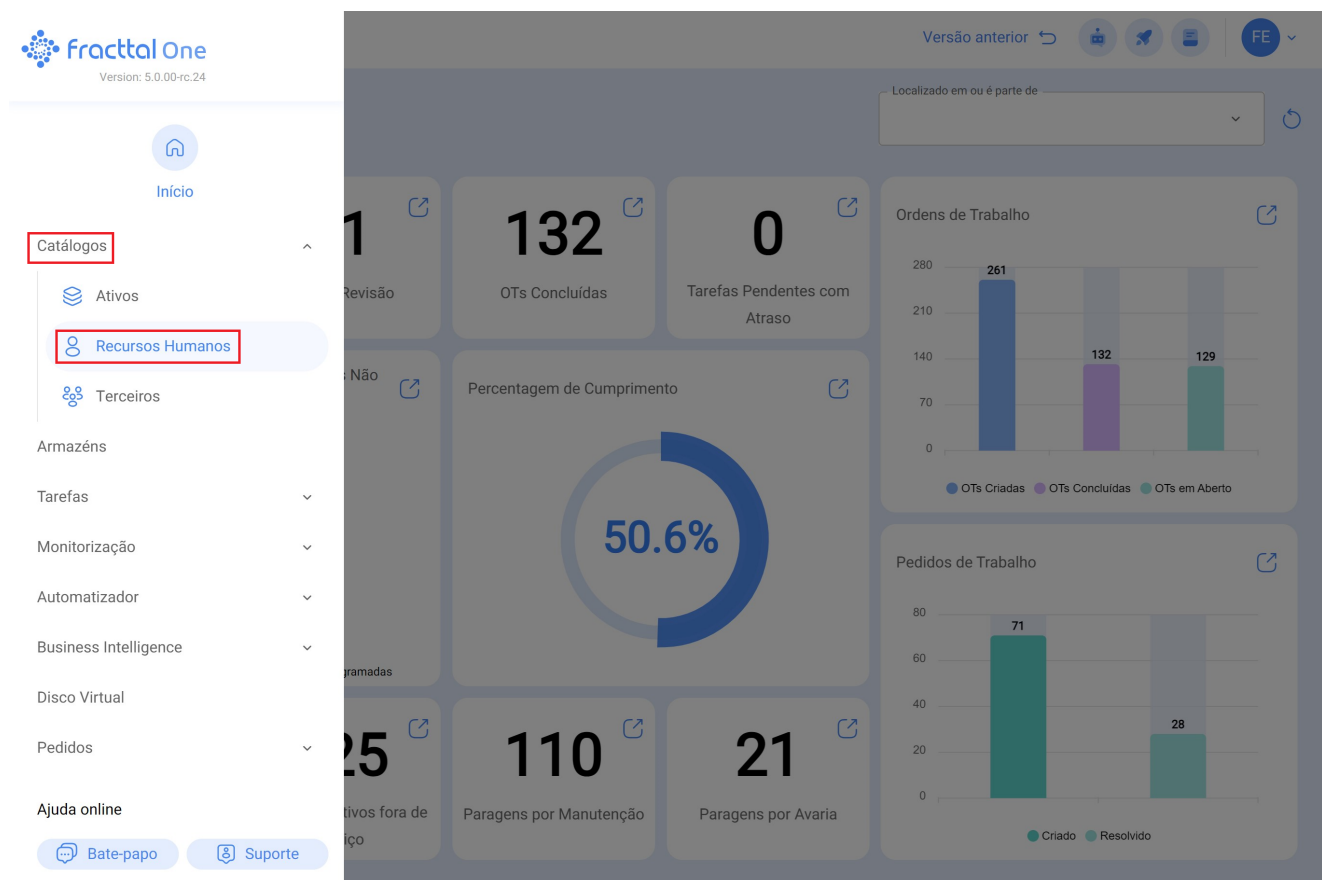 fracttal One
Version: 5.0.00-rc.24
Início
Catálogos
Ativos
Recursos Humanos
Terceiros
Armazéns
Tarefas
Monitorização
Automatizador
Business Intelligence
Disco Virtual
Pedidos
Ajuda online
Bate-papo
Suporte
Versão anterior
FE
Localizado em ou é parte de
1
Revisão
132
OTs Concluídas
0
Tarefas Pendentes com
Atraso
Não
Percentagem de Cumprimento
50.6%
Ordens de Trabalho
280
210
140
70
0
261
132
129
OTs Criadas
OTs Concluídas
OTs em Aberto
Pedidos de Trabalho
80
60
40
20
0
71
28
Criado
Resolvido
gramadas
25
tivos fora de
iço
110
Paragens por Manutenção
21
Paragens por Avaria